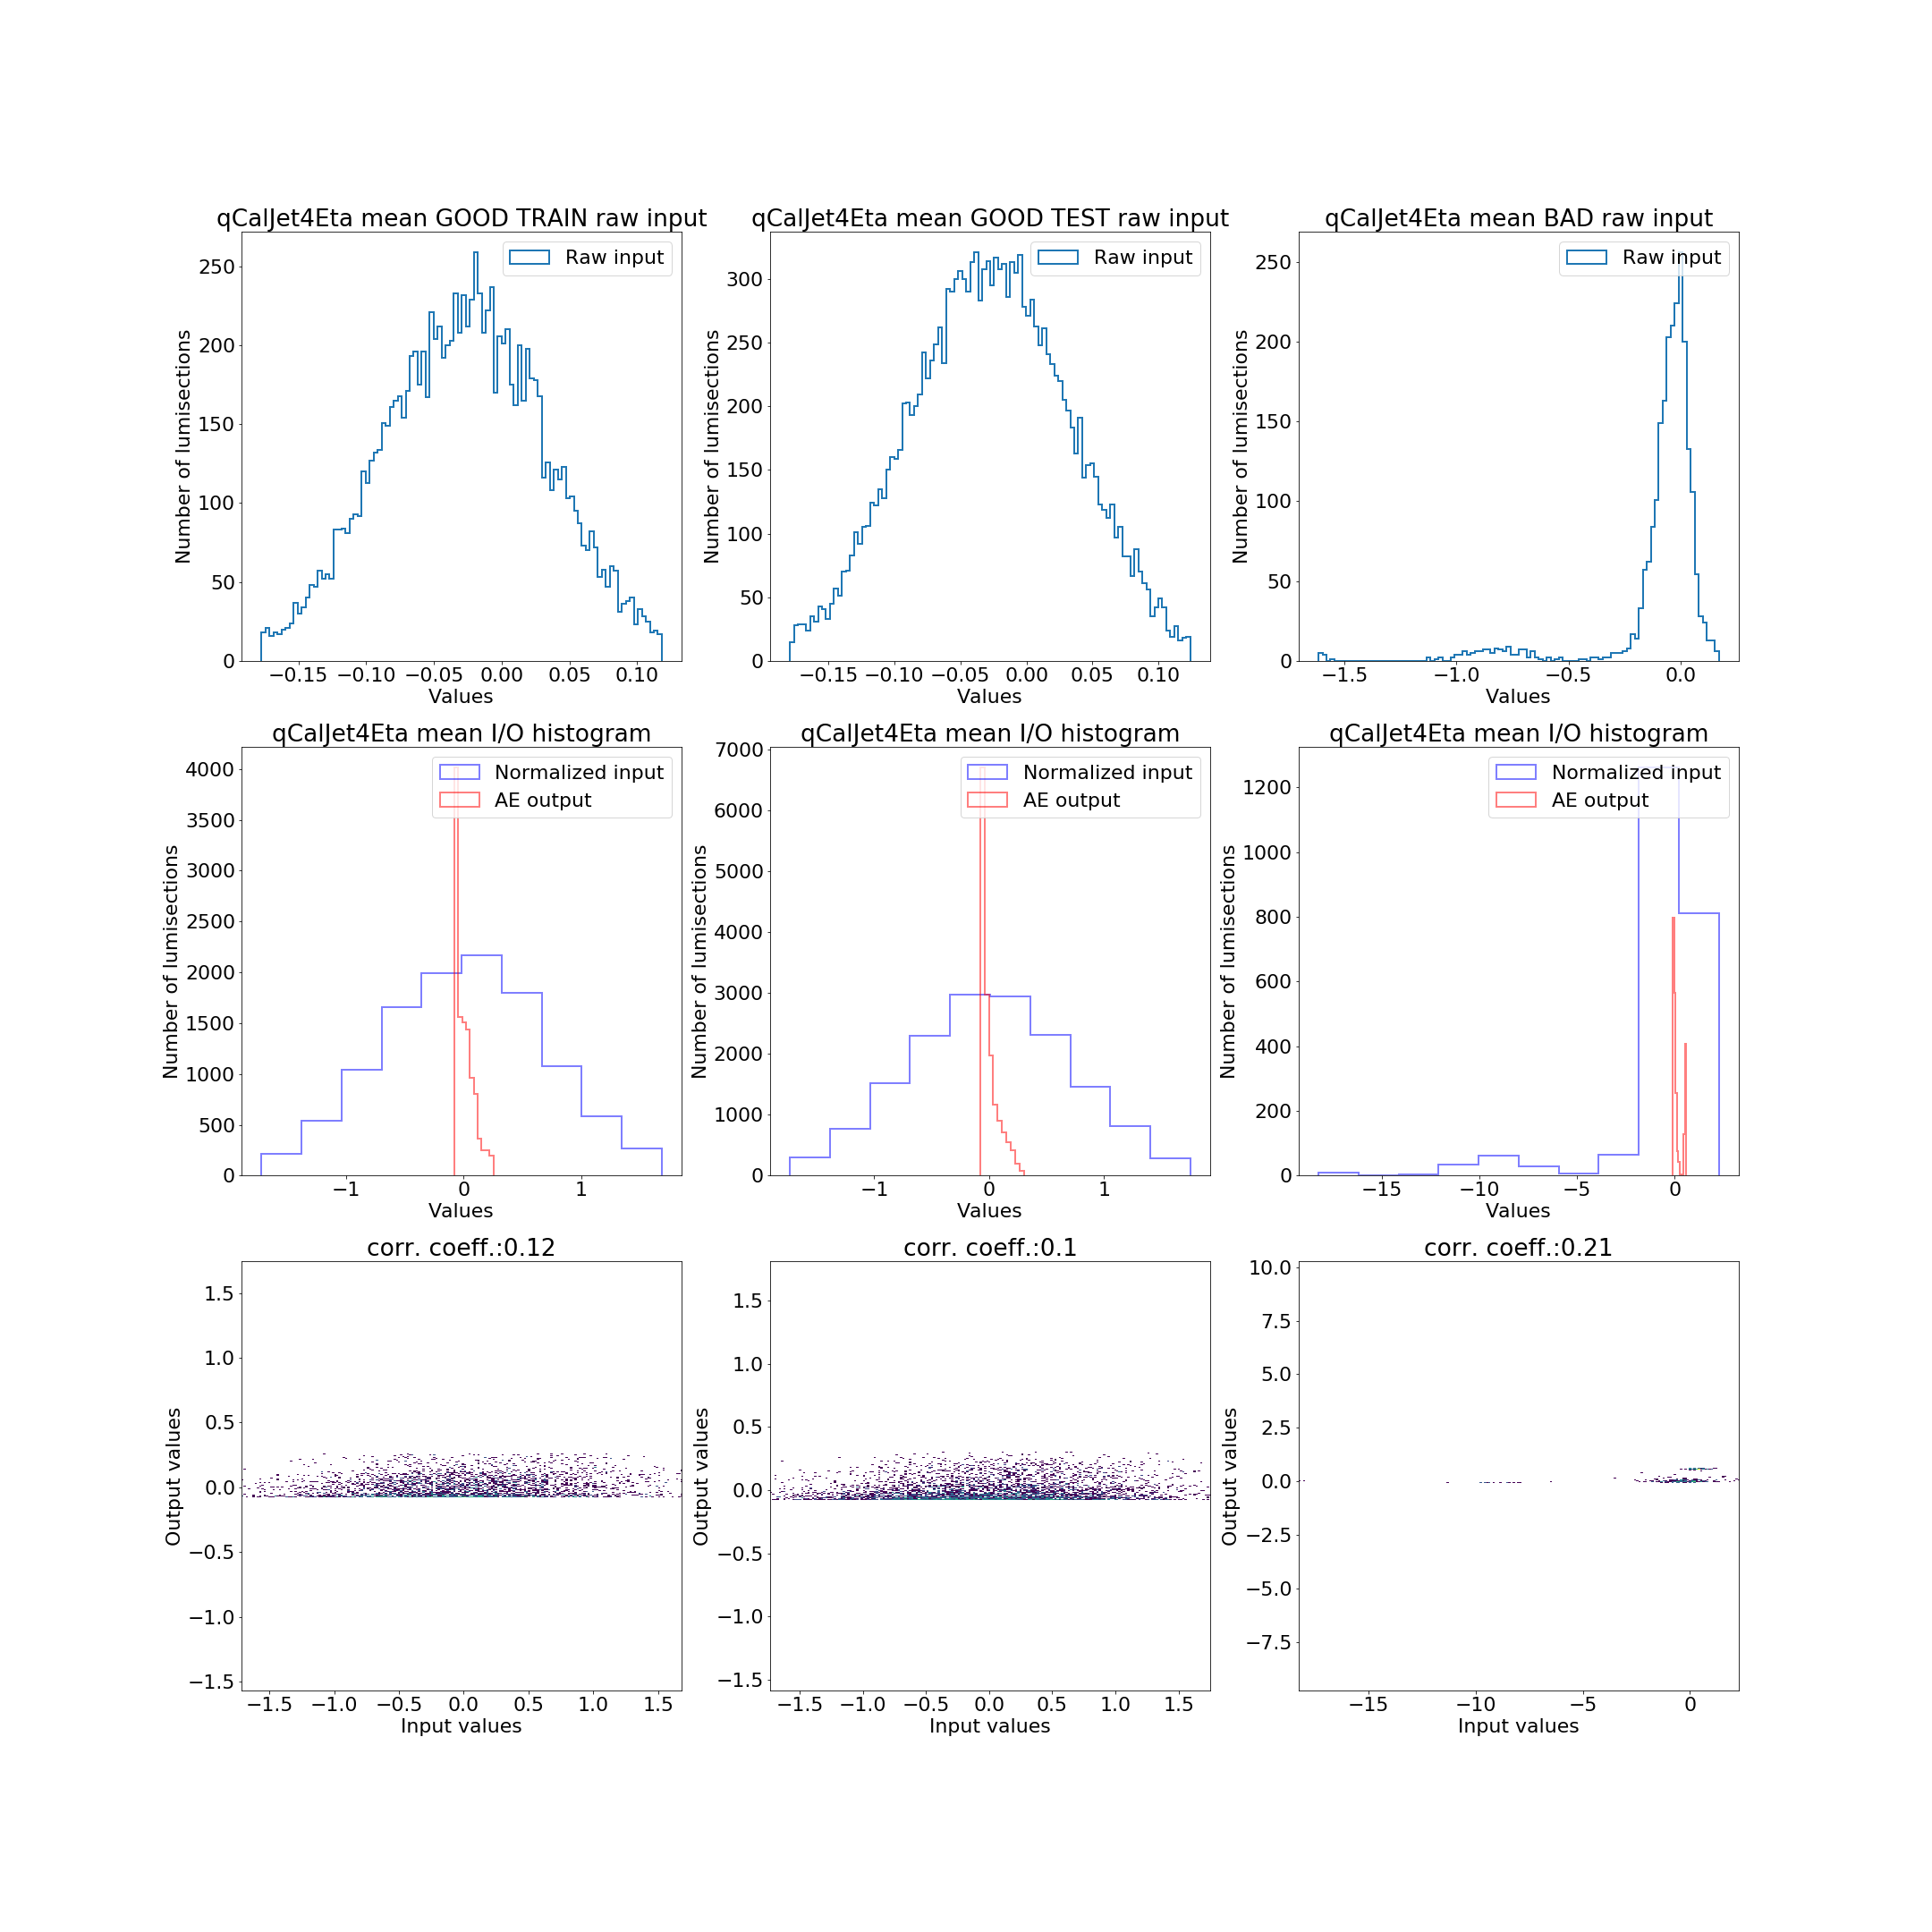 qCalJet4Eta mean GOOD TRAIN raw input
Raw input
250
200
150
100
50
0
Number of lumisections
−0.15 −0.10 −0.05 0.00 0.05 0.10
Values
qCalJet4Eta mean GOOD TEST raw input
Raw input
300
250
200
150
100
50
0
Number of lumisections
−0.15 −0.10 −0.05 0.00 0.05 0.10
Values
qCalJet4Eta mean BAD raw input
Raw input
250
200
150
100
50
0
Number of lumisections
−1.5 −1.0 −0.5 0.0
Values
qCalJet4Eta mean I/O histogram
Normalized input
AE output
4000
3500
3000
2500
2000
1500
1000
500
0
Number of lumisections
−1 0 1
Values
qCalJet4Eta mean I/O histogram
Normalized input
AE output
7000
6000
5000
4000
3000
2000
1000
0
Number of lumisections
−1 0 1
Values
qCalJet4Eta mean I/O histogram
Normalized input
AE output
1200
1000
800
600
400
200
0
Number of lumisections
−15 −10 −5 0
Values
corr. coeff.:0.12
1.5
1.0
0.5
0.0
−0.5
−1.0
−1.5
Output values
−1.5 −1.0 −0.5 0.0 0.5 1.0 1.5
Input values
corr. coeff.:0.1
1.5
1.0
0.5
0.0
−0.5
−1.0
−1.5
Output values
−1.5 −1.0 −0.5 0.0 0.5 1.0 1.5
Input values
corr. coeff.:0.21
10.0
7.5
5.0
2.5
0.0
−2.5
−5.0
−7.5
Output values
−15 −10 −5 0
Input values